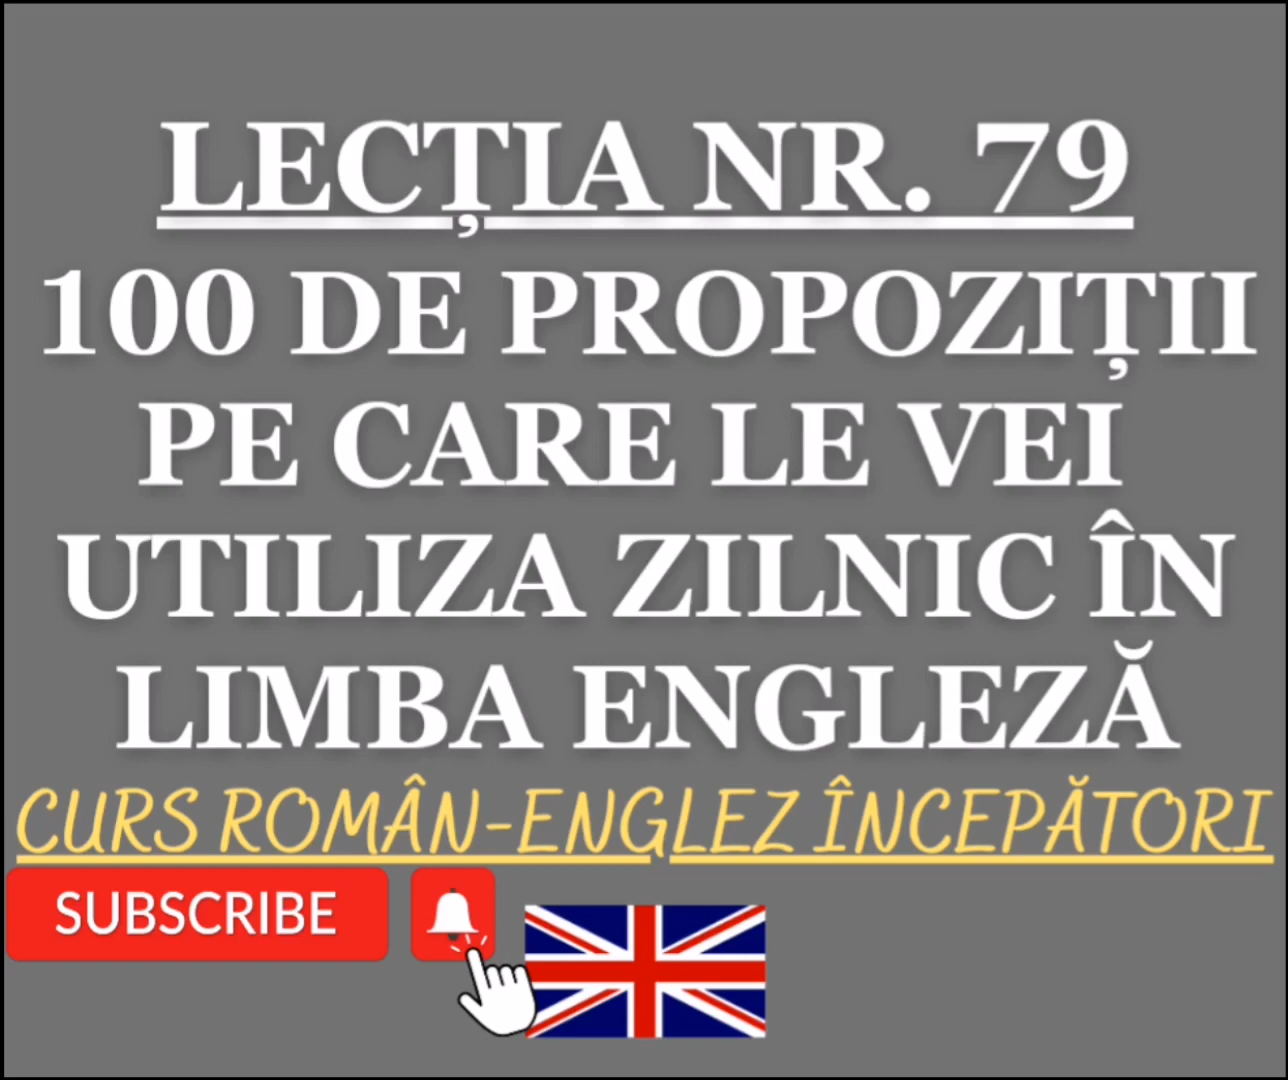 LECȚIA NR. 79
100 DE PROPOZIȚII
PE CARE LE VEI
UTILIZA ZILNIC ÎN
LIMBA ENGLEZĂ
CURS ROMÂN-ENGLEZ ÎNCEPĂTORI
SUBSCRIBE